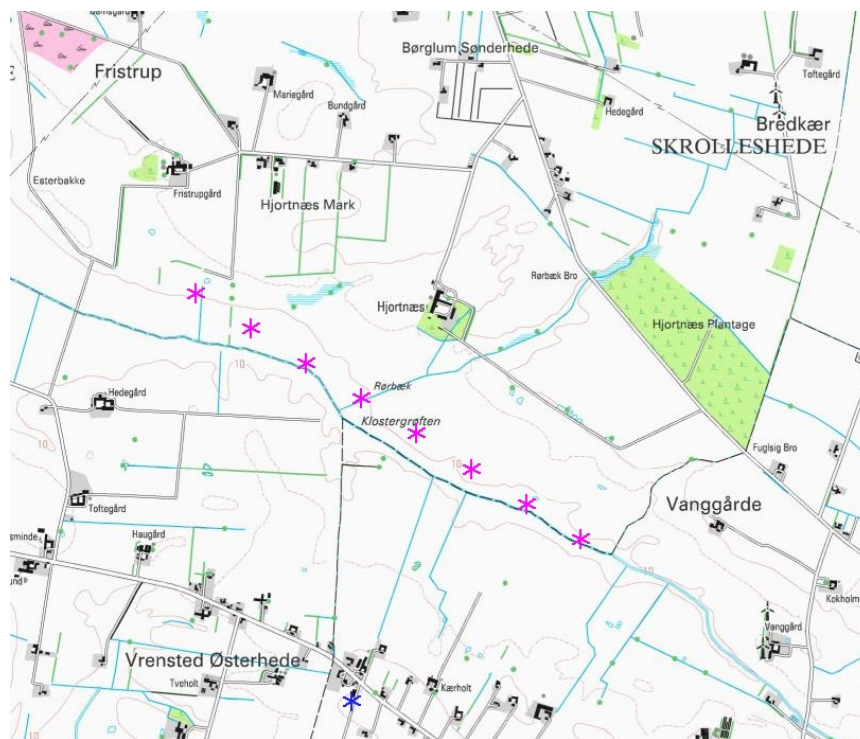 Damsgård
Børglum Sønderhede
Toftegård
Fristrup
Mariegård
Bundgård
Hedegård
Bredkær
SKROLLESHEDE
Esterbakke
Fristrupgård
Hjortnæs Mark
Rørbæk Bro
Hjortnæs
Hjortnæs Plantage
10
Rørbæk
Hedegård
Klostergrøften
10
10
Fuglsig Bro
Toftegård
Vanggårde
Haugård
10
Kokholm
Vanggård
Vrensted Østerhede
Tveholt
Kærholt